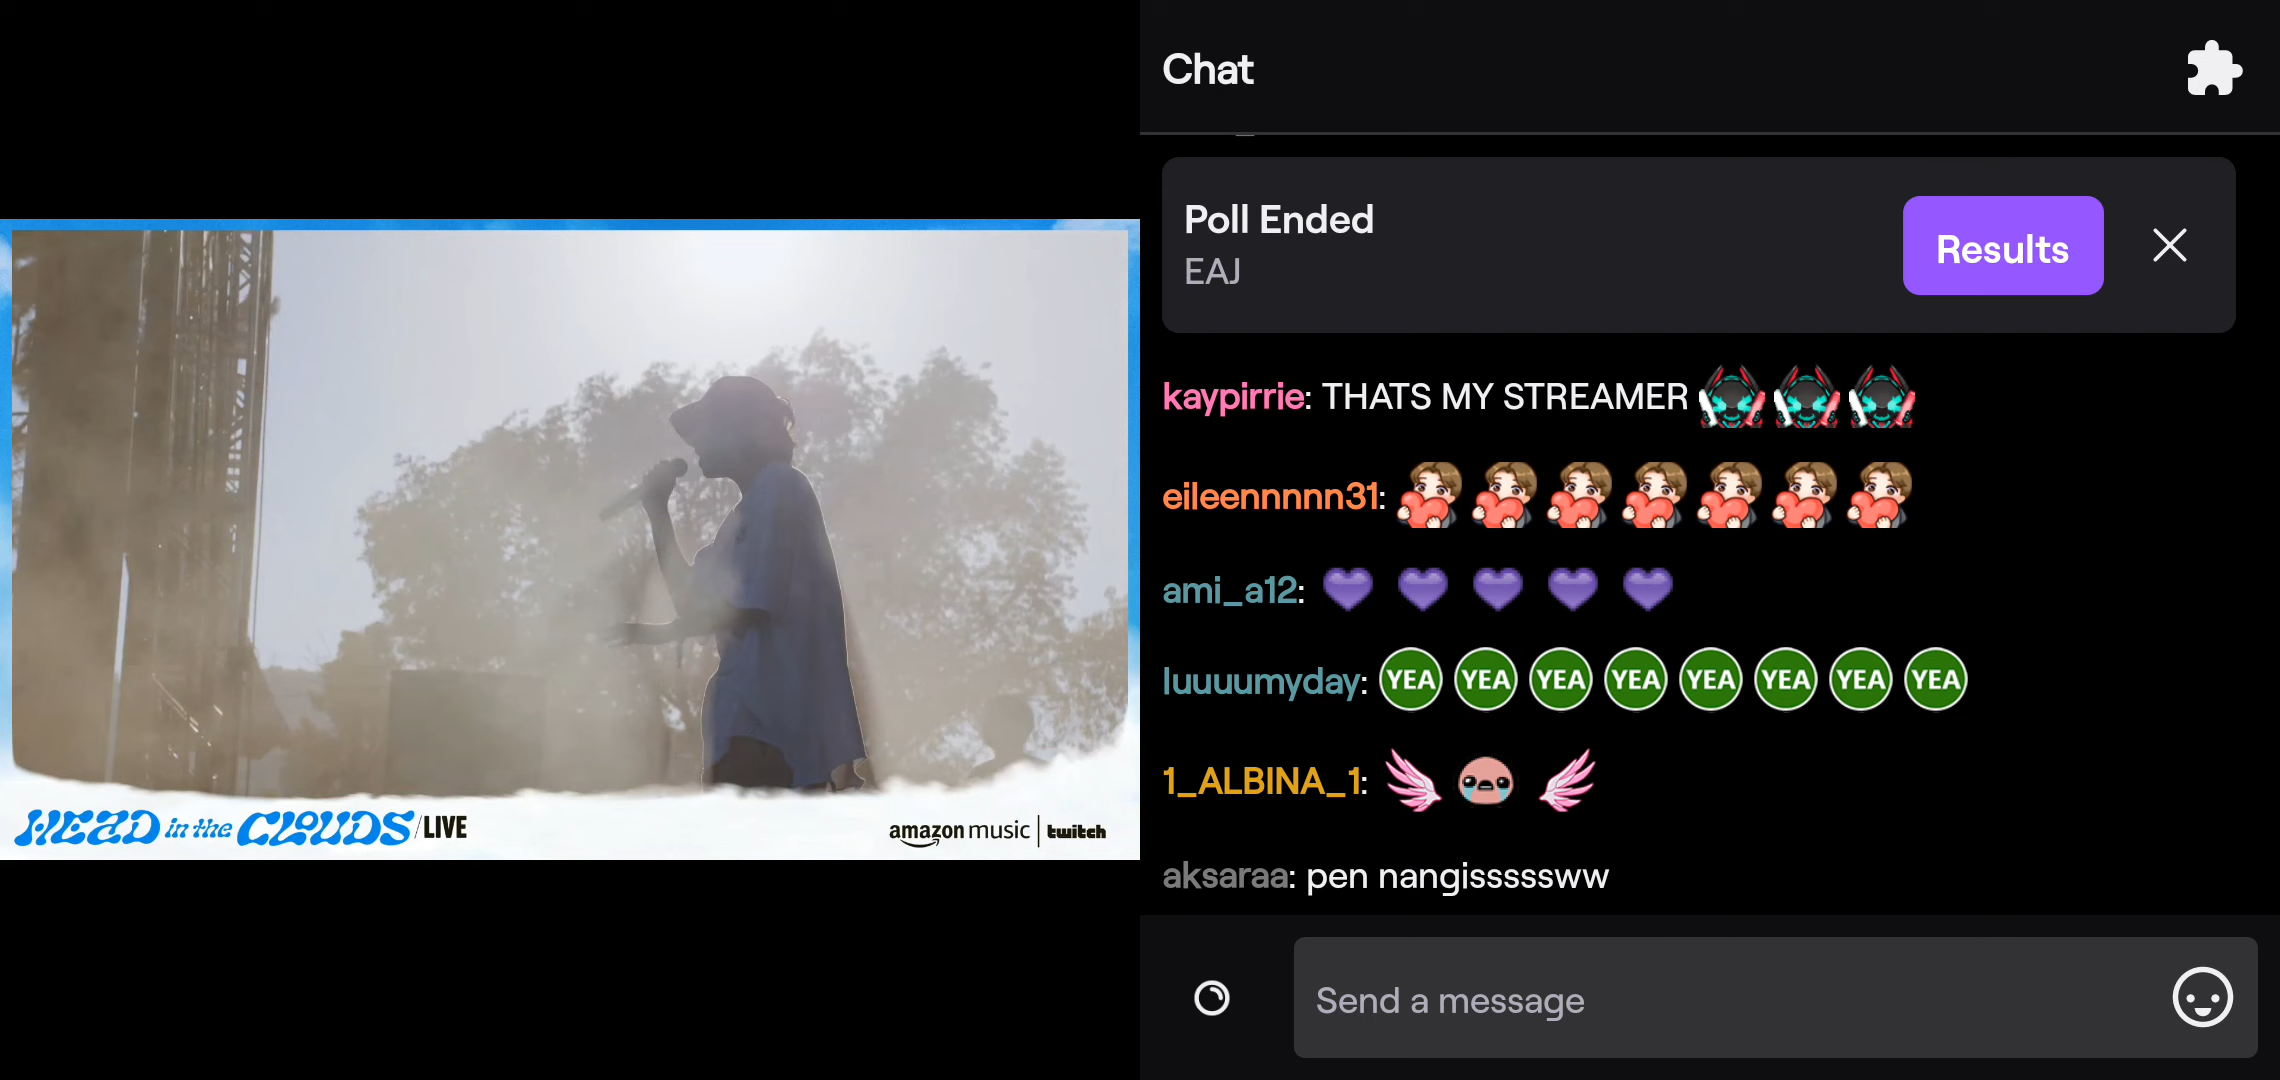 Chat
Poll Ended
EAJ
Results
kaypirrie: THATS MY STREAMER
eileennnnn31:
ami_a12:
luuuumyday: YEA YEA YEA YEA YEA YEA YEA YEA
1_ALBINA_1:
aksaraa: pen nangisssssww
Send a message
HEAD in the CLOUDS/LIVE
amazon music | twitch